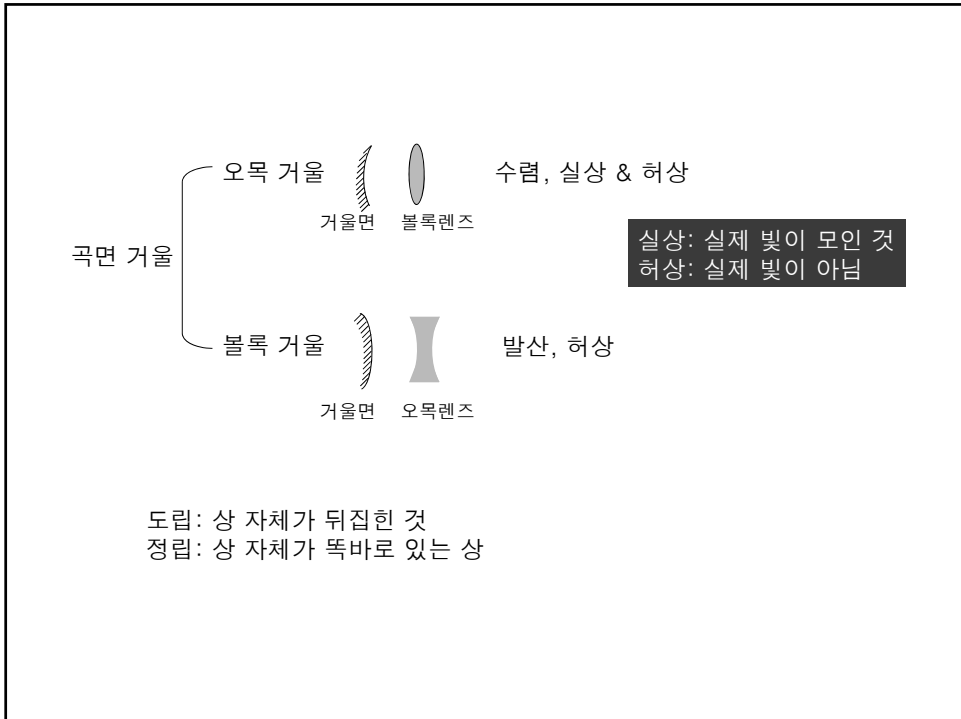 오목 거울
수렴, 실상 & 허상
거울면
볼록렌즈
곡면 거울
실상: 실제 빛이 모인 것
허상: 실제 빛이 아님
볼록 거울
발산, 허상
거울면
오목렌즈
도립: 상 자체가 뒤집힌 것
정립: 상 자체가 똑바로 있는 상